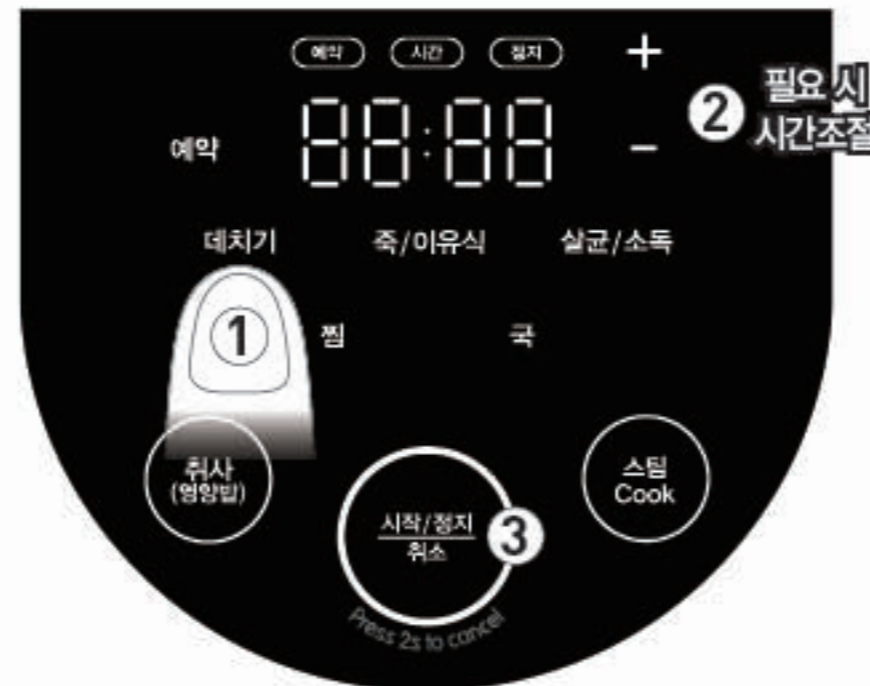 예약 시간 정지 +
② 필요 시
시간조절
예약 88:88 −
데치기 죽/이유식 살균/소독
①
찜 국
취사
(영양밥)
시작/정지
취소
③
스팀
Cook
Press 2s to cancel